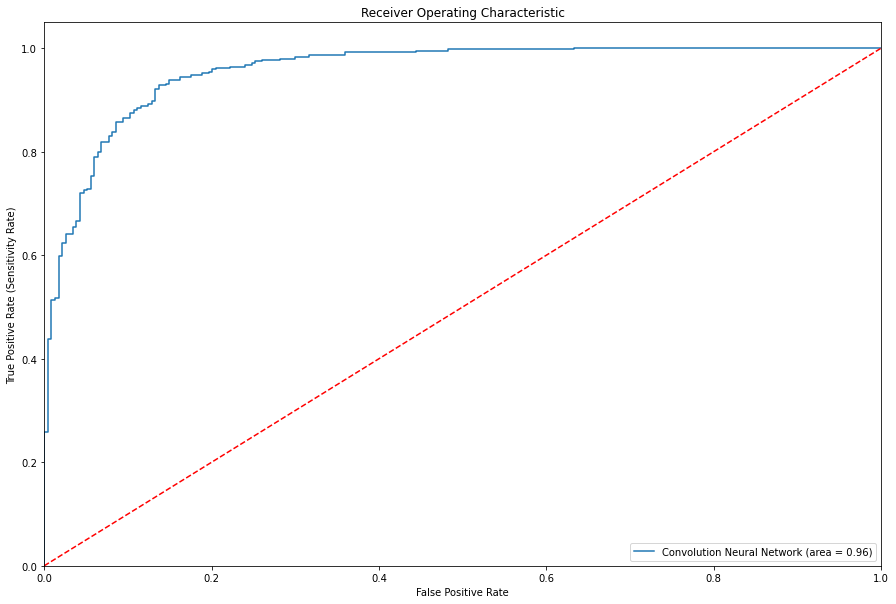 Receiver Operating Characteristic
1.0
0.8
0.6
0.4
0.2
0.0
True Positive Rate (Sensitivity Rate)
Convolution Neural Network (area = 0.96)
0.0 0.2 0.4 0.6 0.8 1.0
False Positive Rate